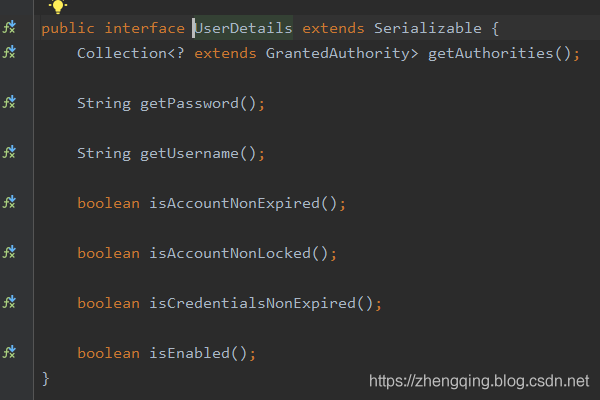 public interface UserDetails extends Serializable {
    Collection<? extends GrantedAuthority> getAuthorities();
    String getPassword();
    String getUsername();
    boolean isAccountNonExpired();
    boolean isAccountNonLocked();
    boolean isCredentialsNonExpired();
    boolean isEnabled();
}
https://zhengqing.blog.csdn.net